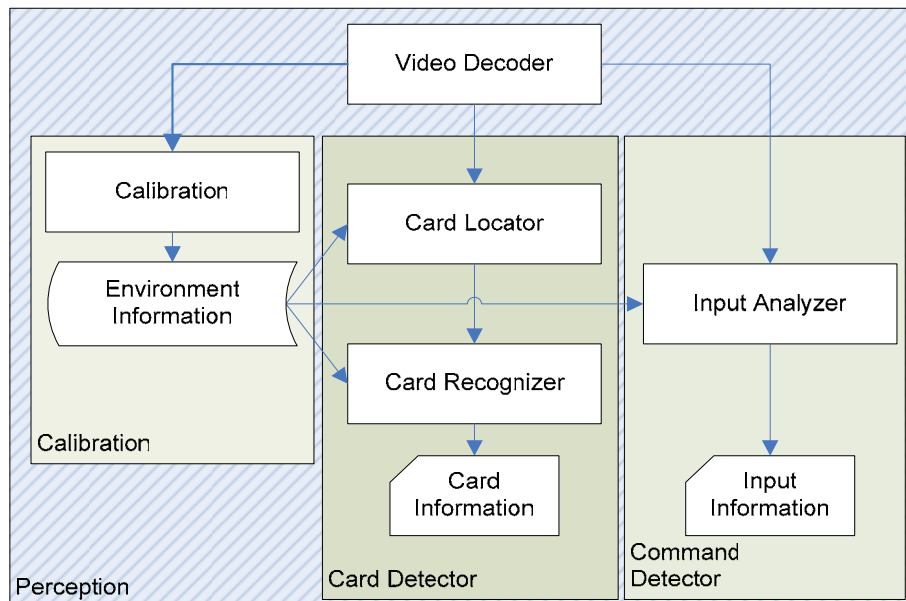 Video Decoder
Calibration
Environment
Information
Calibration
Card Locator
Card Recognizer
Card
Information
Card Detector
Input Analyzer
Input
Information
Command
Detector
Perception